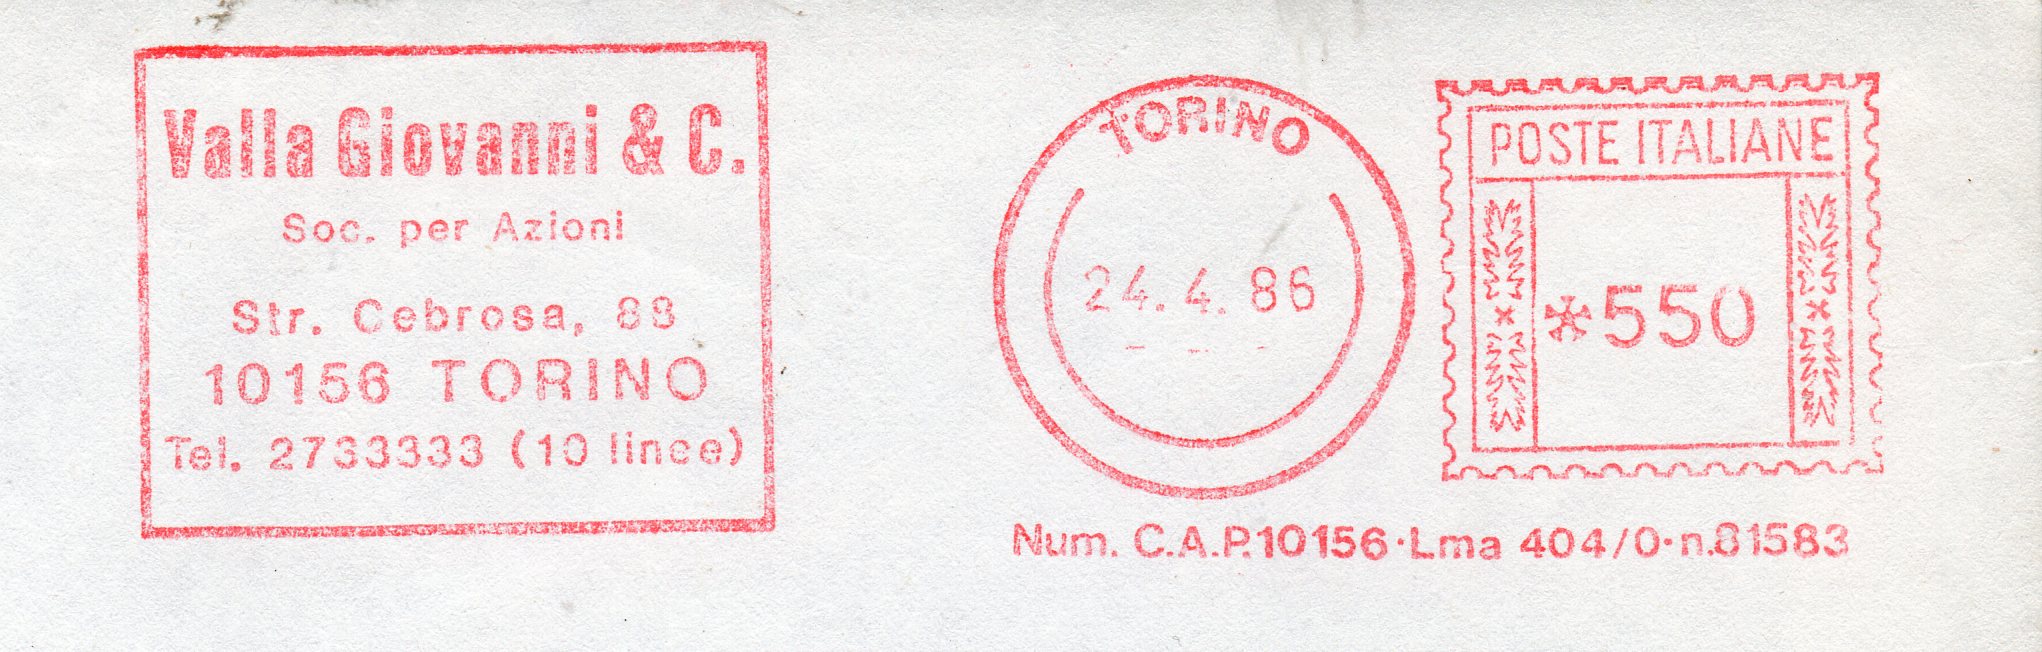 Valla Giovanni & C.
Soc. per Azioni
Str. Cebrosa, 88
10156 TORINO
Tel. 2733333 (10 linee)
TORINO
24. 4. 86
POSTE ITALIANE
*550
Num. C.A.P.10156·Lma 404/0·n.81583